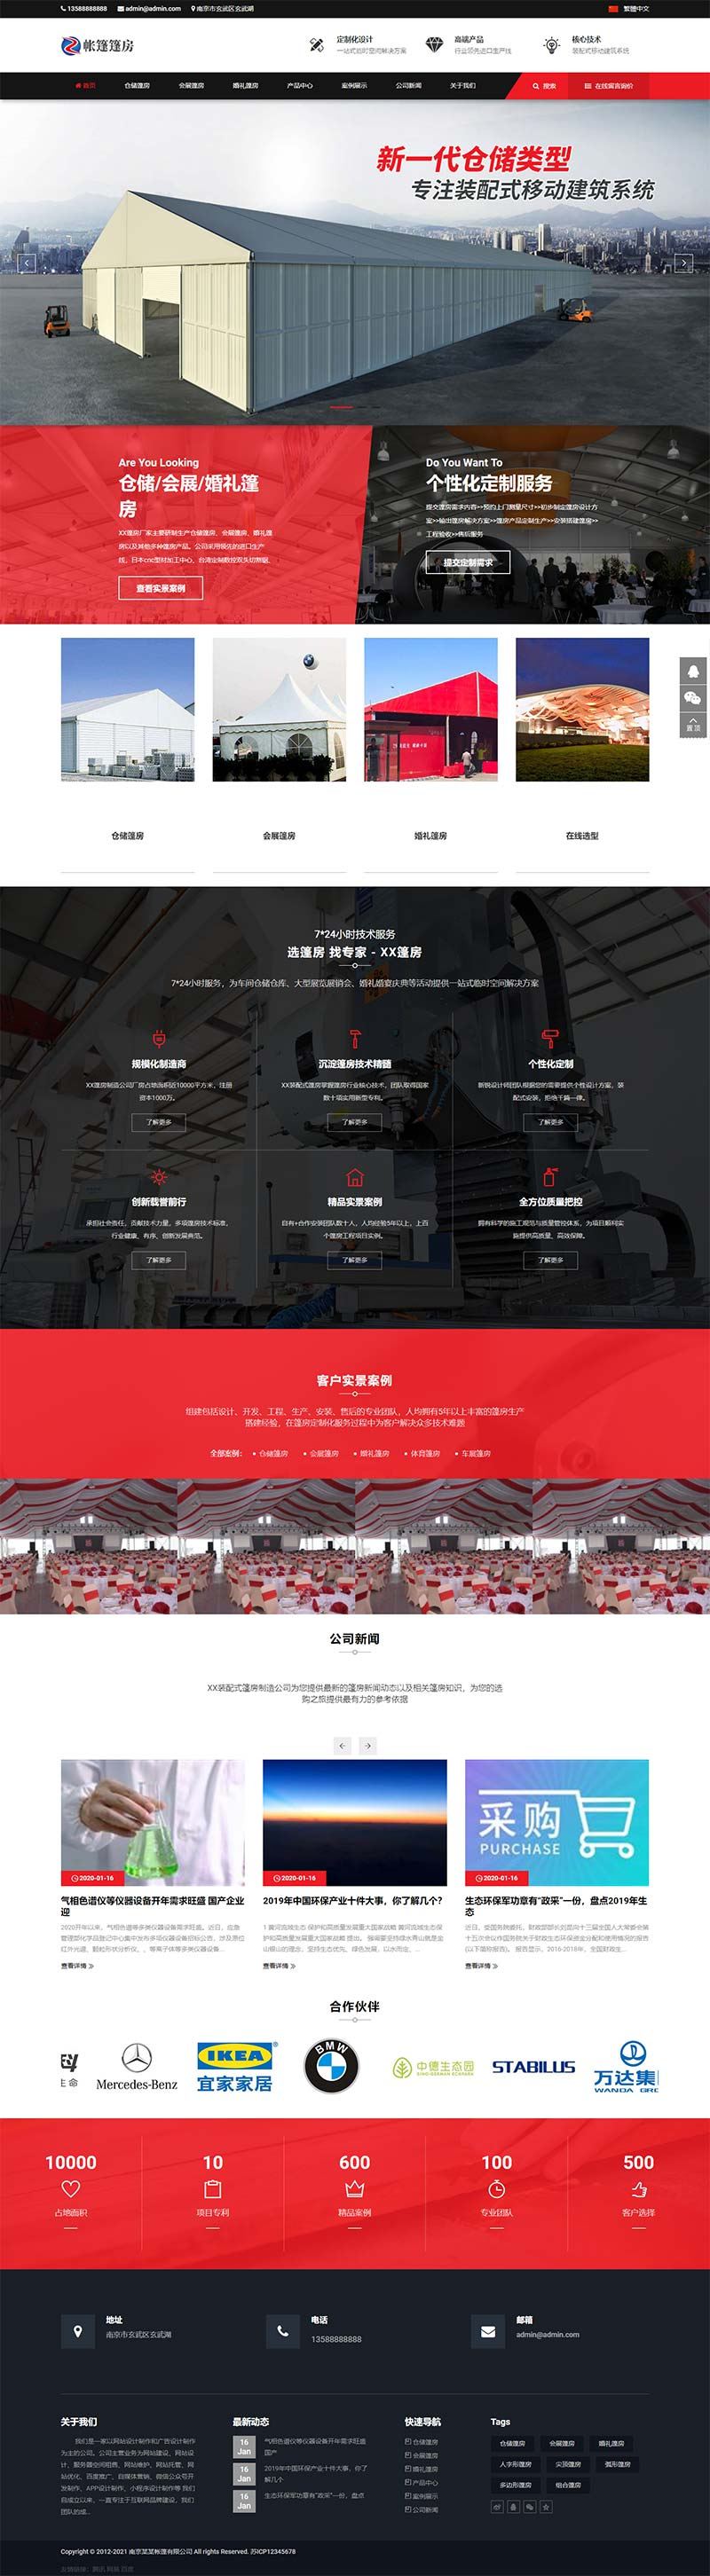 13588888888 admin@admin.com 南京市玄武区玄武湖 繁體中文
帐篷篷房
定制化设计 高端产品 核心技术
一站式临时空间解决方案 行业领先进口生产线 装配式移动建筑系统
首页 仓储篷房 会展篷房 婚礼篷房 产品中心 案例展示 公司新闻 关于我们 搜索 在线留言询价
新一代仓储类型
专注装配式移动建筑系统
Are You Looking
仓储/会展/婚礼篷
房
XX篷房厂家主要研制生产仓储篷房、会展篷房、婚礼篷
房以及其他多种篷房产品。公司采用领先的进口生产
线，日本cnc型材加工中心、台湾定制数控双头切割锯、
查看实景案例
Do You Want To
个性化定制服务
提交篷房需求内容>>预约上门测量尺寸>>初步制定篷房设计方
案>>输出篷房解决方案>>篷房产品定制生产>>安装搭建篷房>>
工程验收>>售后服务
提交定制需求
置顶
仓储篷房 会展篷房 婚礼篷房 在线选型
7*24小时技术服务
选篷房 找专家 - XX篷房
7*24小时服务，为车间仓储仓库、大型展览展销会、婚礼婚宴庆典等活动提供一站式临时空间解决方案
规模化制造商 沉淀篷房技术精髓 个性化定制
XX篷房制造公司厂房占地面积近10000平方米，注册
资本1000万。
XX装配式篷房掌握篷房行业核心技术，团队取得国家
数十项实用新型专利。
新锐设计师团队根据您的需要提供个性设计方案，装
配式安装，拒绝千篇一律。
了解更多 了解更多 了解更多
创新载誉前行 精品实景案例 全方位质量把控
承担社会责任，贡献技术力量，多项篷房技术标准，
行业健康、有序、创新发展典范。
自有+合作安装团队数十人，人均经验5年以上，上百
个篷房工程项目实例。
拥有科学的施工规范与质量管控体系，为项目顺利实
施提供高质量、高效保障。
了解更多 了解更多 了解更多
客户实景案例
组建包括设计、开发、工程、生产、安装、售后的专业团队，人均拥有5年以上丰富的篷房生产
搭建经验，在篷房定制化服务过程中为客户解决众多技术难题
全部案例： 仓储篷房 会展篷房 婚礼篷房 体育篷房 车展篷房
公司新闻
XX装配式篷房制造公司为您提供最新的篷房新闻动态以及相关篷房知识，为您的选
购之旅提供最有力的参考依据
采购
PURCHASE
2020-01-16 2020-01-16 2020-01-16
气相色谱仪等仪器设备开年需求旺盛 国产企业
迎
2020开年以来，气相色谱等多类仪器设备需求旺盛。近日，应急
管理部化学品登记中心集中发布多项仪器设备招标公告，涉及原位
红外光谱、颗粒形状分析仪、、等离子体等多类仪器设备...
查看详情
2019年中国环保产业十件大事，你了解几个？
1 黄河流域生态 保护和高质量发展重大国家战略 黄河流域生态保
护和高质量发展重大国家战略 提出。 强调要坚持绿水青山就是金
山银山的理念，坚持生态优先、绿色发展，以水而定、...
查看详情
生态环保军功章有“政采”一份，盘点2019年生
态
近日，受国务院委托，财政部部长刘昆向十三届全国人大常委会第
十五次会议作国务院关于财政生态环保资金分配和使用情况的报告
(以下简称报告)。 报告显示，2016-2018年，全国财政生...
查看详情
合作伙伴
生命 Mercedes-Benz IKEA 宜家家居 BMW 中德生态园 SINO-GERMAN ECOPARK STABILUS 万达集 WANDA GRO
10000 10 600 100 500
占地面积 项目专利 精品案例 专业团队 客户选择
地址 电话 邮箱
南京市玄武区玄武湖 13588888888 admin@admin.com
关于我们
我们是一家以网站设计制作和广告设计制作
为主的公司。公司主营业务为网站建设、网站设
计、服务器空间租赁、网站维护、网站托管、网
站优化、百度推广、自媒体营销、微信公众号开
发制作、APP设计制作、小程序设计制作等 我们
自成立以来，一直专注于互联网品牌建设，我们
团队的成...
最新动态
16 Jan 气相色谱仪等仪器设备开年需求旺盛
国产
16 Jan 2019年中国环保产业十件大事，你了
解几个
16 Jan 生态环保军功章有“政采”一份，盘点
快速导航
仓储篷房
会展篷房
婚礼篷房
产品中心
案例展示
公司新闻
Tags
仓储篷房 会展篷房 婚礼篷房
人字形篷房 尖顶篷房 弧形篷房
多边形篷房 组合篷房
Copyright © 2012-2021 南京某某帐篷有限公司 All rights Reserved. 苏ICP12345678
友情链接： 腾讯 网易 百度